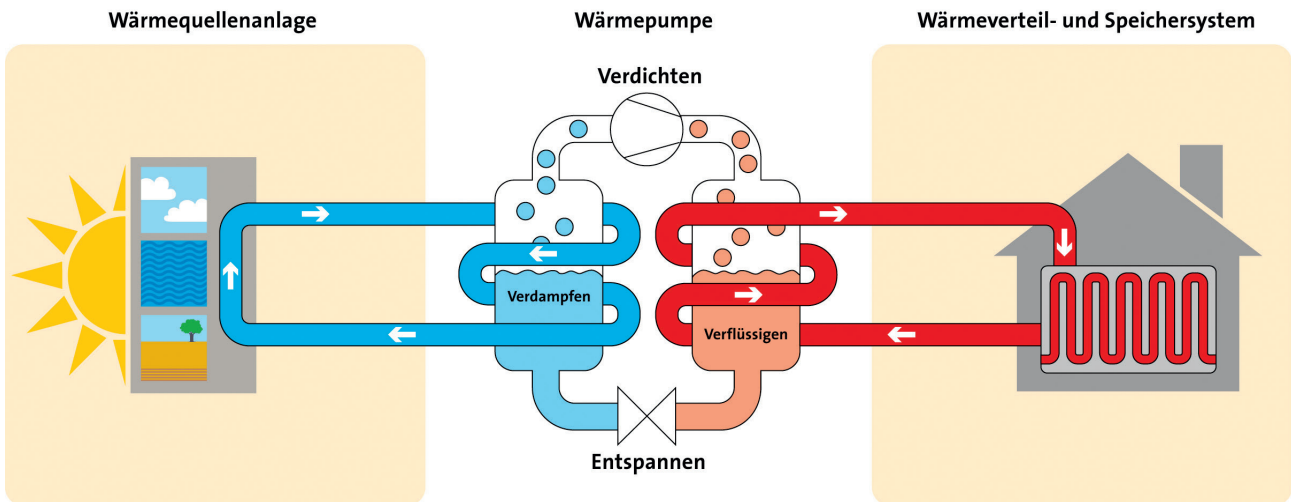 Wärmequellenanlage
Wärmepumpe
Wärmeverteil- und Speichersystem
Verdichten
Verdampfen
Verflüssigen
Entspannen